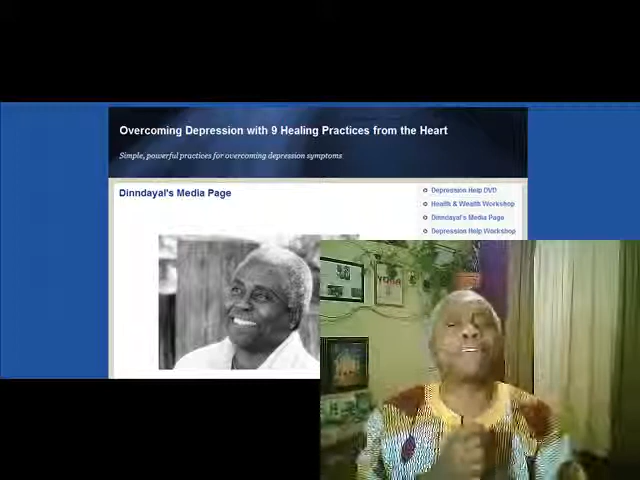 Overcoming Depression with 9 Healing Practices from the Heart
Simple, powerful practices for overcoming depression symptoms
Dinndayal's Media Page
Depression Help DVD
Health & Wealth Workshop
Dinndayal's Media Page
Depression Help Workshop
YOGA